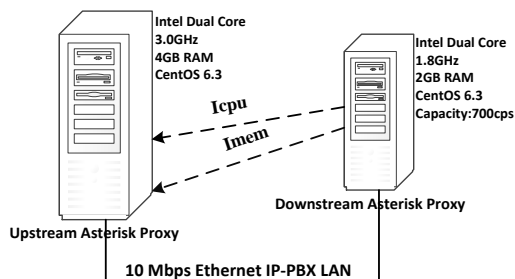 Intel Dual Core
3.0GHz
4GB RAM
CentOS 6.3
Intel Dual Core
1.8GHz
2GB RAM
CentOS 6.3
Capacity:700cps
Icpu
Imem
Downstream Asterisk Proxy
Upstream Asterisk Proxy
10 Mbps Ethernet IP-PBX LAN